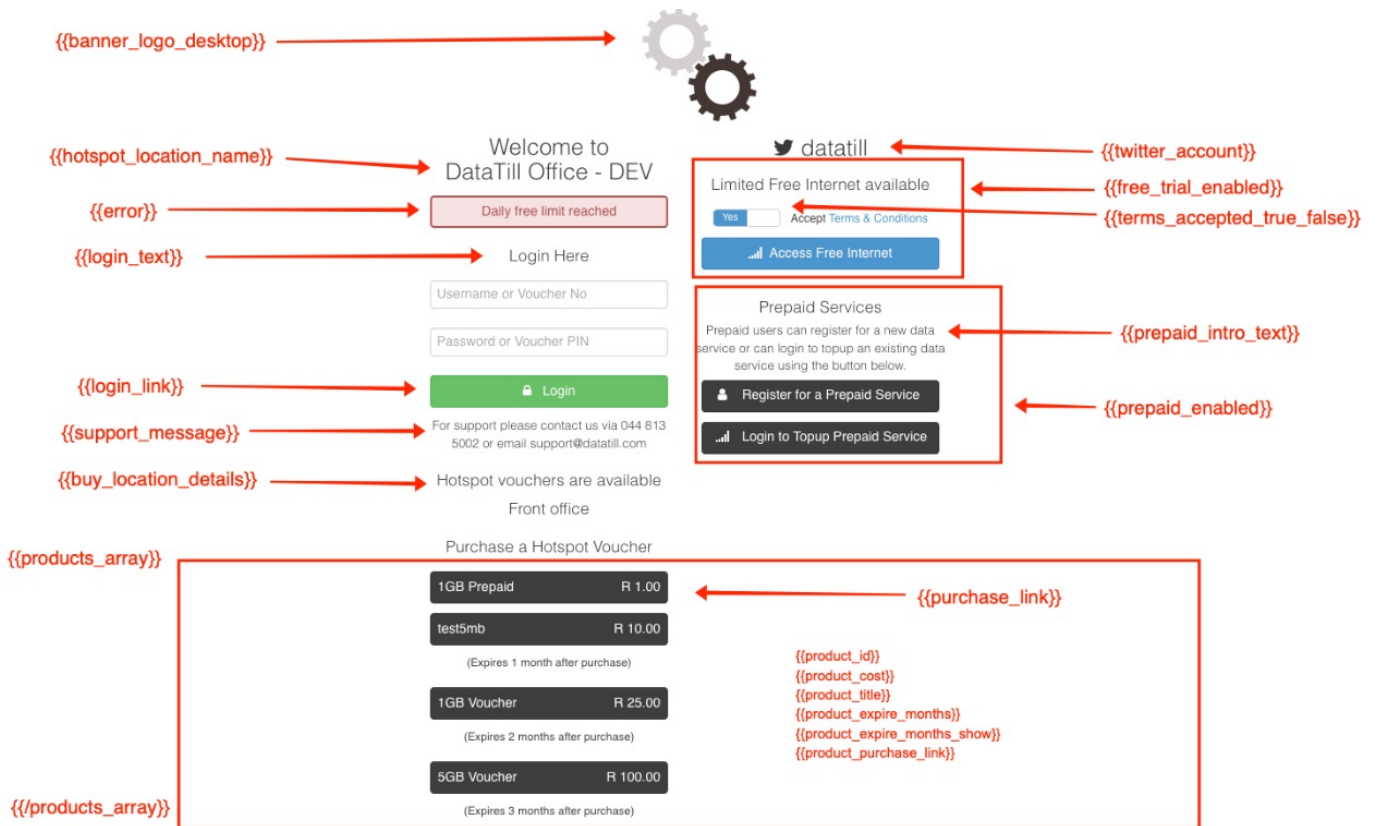 {{banner_logo_desktop}}
{{hotspot_location_name}}
Welcome to
DataTill Office - DEV
{{error}}
Daily free limit reached
{{login_text}}
Login Here
Username or Voucher No
Password or Voucher PIN
{{login_link}}
Login
{{support_message}}
For support please contact us via 044 813
5002 or email support@datatill.com
{{buy_location_details}}
Hotspot vouchers are available
Front office
datatill
{{twitter_account}}
Limited Free Internet available
{{free_trial_enabled}}
Yes
Accept Terms & Conditions
{{terms_accepted_true_false}}
Access Free Internet
Prepaid Services
Prepaid users can register for a new data
service or can login to topup an existing data
service using the button below.
{{prepaid_intro_text}}
Register for a Prepaid Service
{{prepaid_enabled}}
Login to Topup Prepaid Service
Purchase a Hotspot Voucher
{{products_array}}
1GB Prepaid R 1.00
{{purchase_link}}
test5mb R 10.00
(Expires 1 month after purchase)
1GB Voucher R 25.00
(Expires 2 months after purchase)
5GB Voucher R 100.00
(Expires 3 months after purchase)
{{product_id}}
{{product_cost}}
{{product_title}}
{{product_expire_months}}
{{product_expire_months_show}}
{{product_purchase_link}}
{{/products_array}}